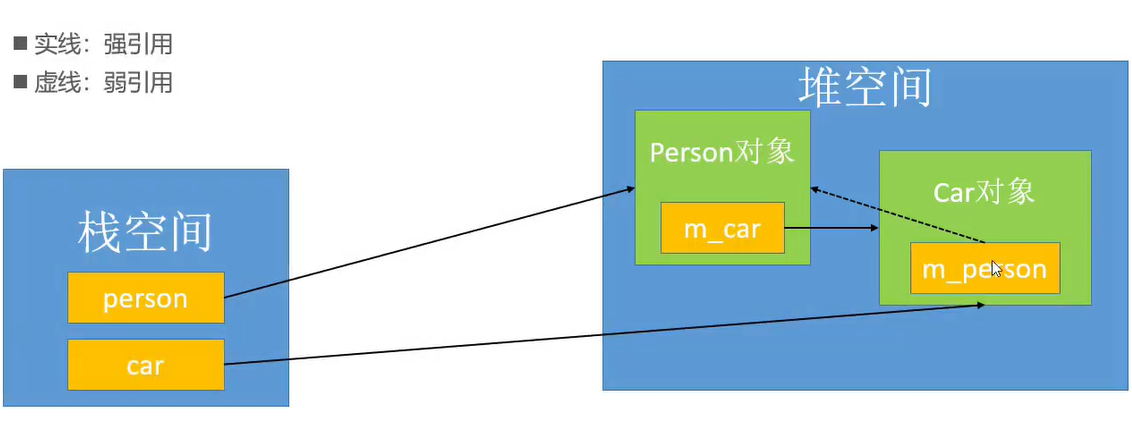 实线：强引用
虚线：弱引用
堆空间
Person对象
m_car
Car对象
m_person
栈空间
person
car